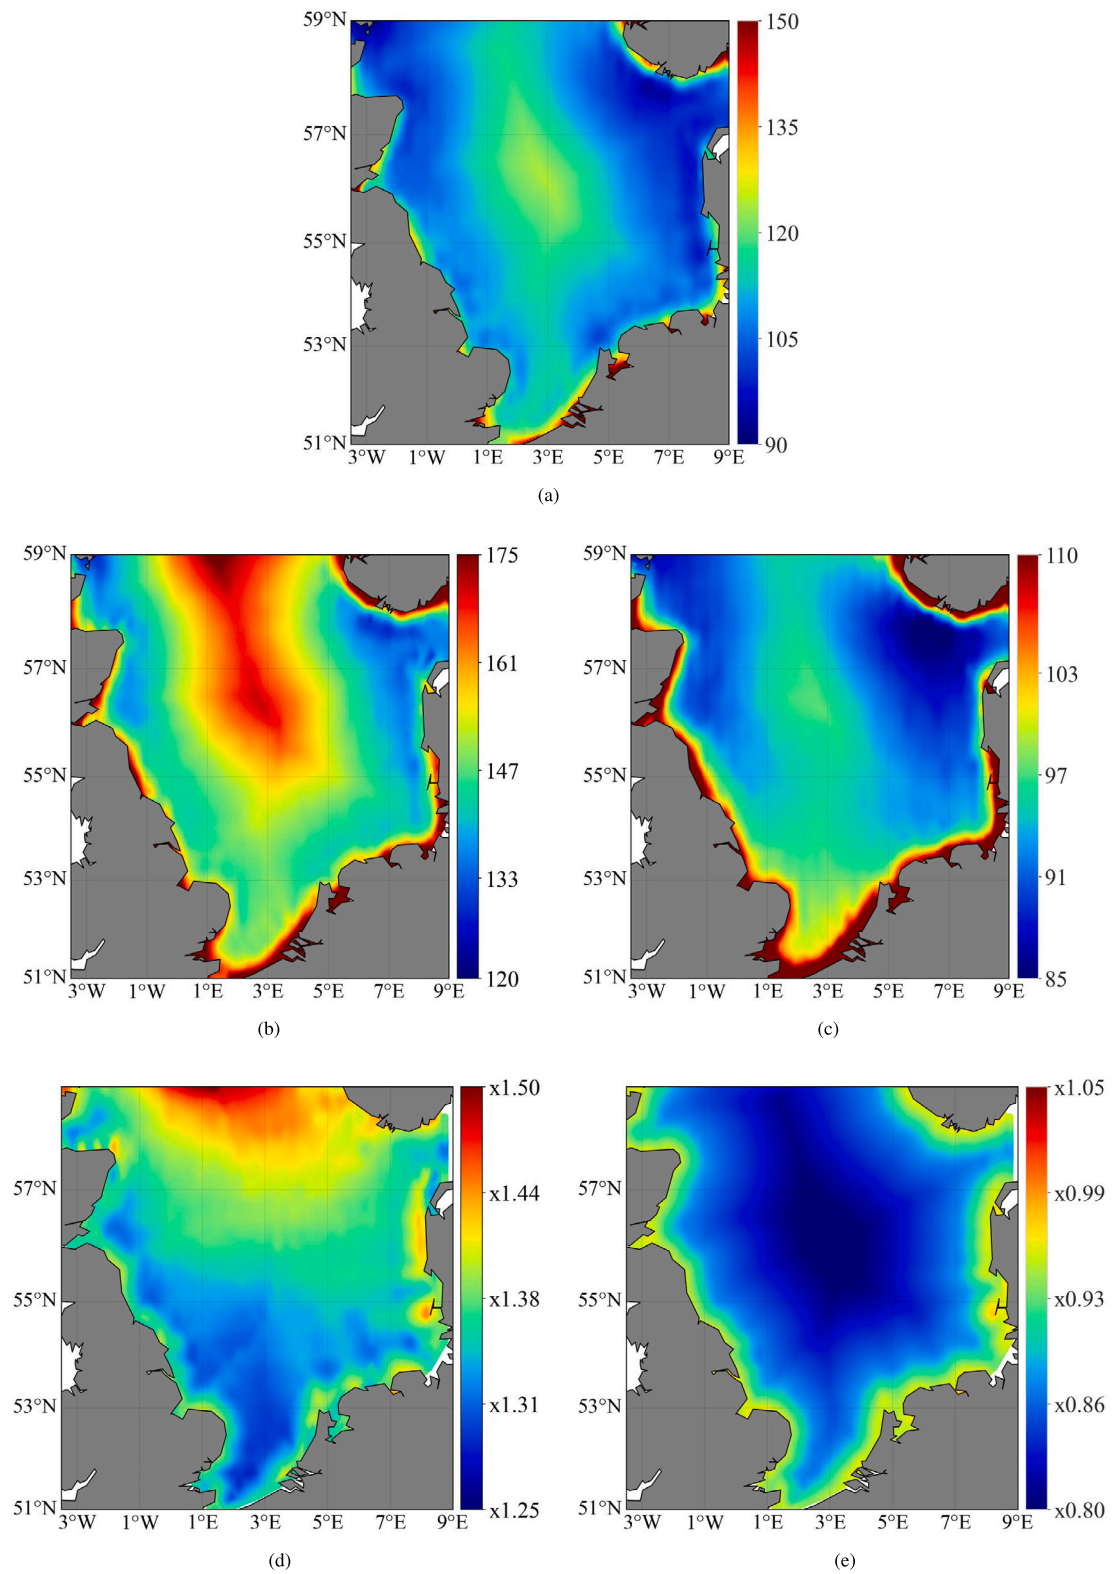 59°N
57°N
55°N
53°N
51°N
3°W 1°W 1°E 3°E 5°E 7°E 9°E
150
135
120
105
90
(a)
59°N
57°N
55°N
53°N
51°N
3°W 1°W 1°E 3°E 5°E 7°E 9°E
175
161
147
133
120
(b)
59°N
57°N
55°N
53°N
51°N
3°W 1°W 1°E 3°E 5°E 7°E 9°E
110
103
97
91
85
(c)
57°N
55°N
53°N
51°N
3°W 1°W 1°E 3°E 5°E 7°E 9°E
x1.50
x1.44
x1.38
x1.31
x1.25
(d)
57°N
55°N
53°N
51°N
3°W 1°W 1°E 3°E 5°E 7°E 9°E
x1.05
x0.99
x0.93
x0.86
x0.80
(e)